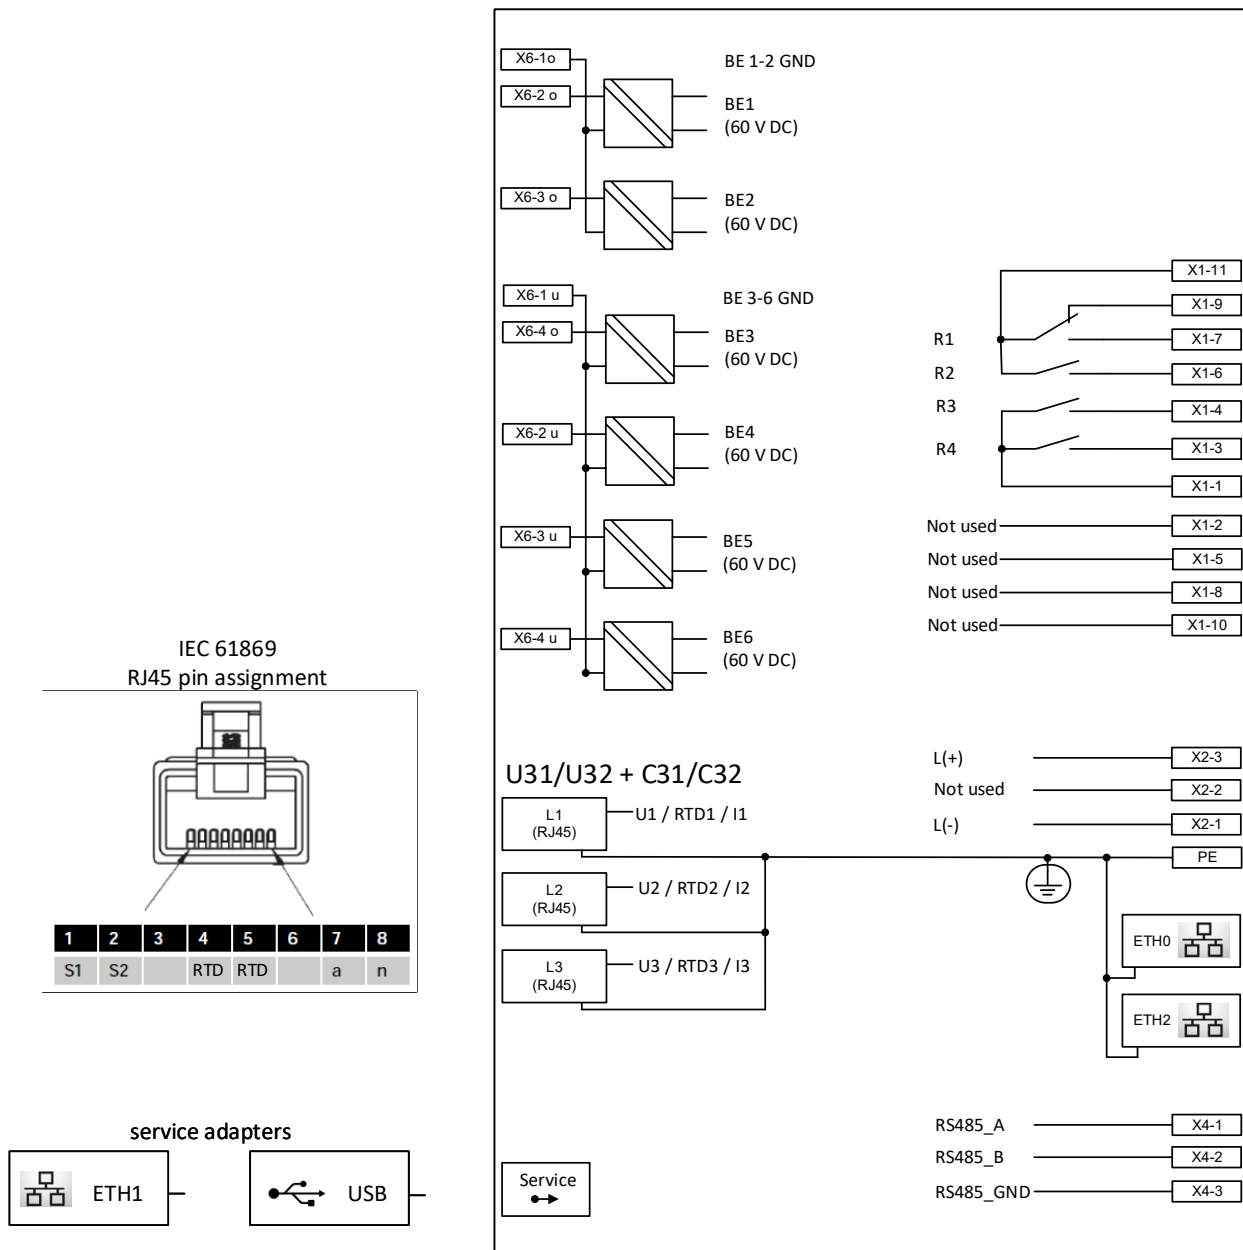 X6-1o
BE 1-2 GND
X6-2 o
BE1
(60 V DC)
X6-3 o
BE2
(60 V DC)
X6-1 u
BE 3-6 GND
X6-4 o
BE3
(60 V DC)
X6-2 u
BE4
(60 V DC)
X6-3 u
BE5
(60 V DC)
X6-4 u
BE6
(60 V DC)
X1-11
X1-9
R1
X1-7
R2
X1-6
R3
X1-4
R4
X1-3
X1-1
Not used
X1-2
Not used
X1-5
Not used
X1-8
Not used
X1-10
IEC 61869
RJ45 pin assignment
1 2 3 4 5 6 7 8
S1 S2 RTD RTD a n
U31/U32 + C31/C32
L1
(RJ45)
U1 / RTD1 / I1
L2
(RJ45)
U2 / RTD2 / I2
L3
(RJ45)
U3 / RTD3 / I3
L(+)
X2-3
Not used
X2-2
L(-)
X2-1
PE
ETH0
ETH2
service adapters
ETH1
USB
Service
RS485_A
X4-1
RS485_B
X4-2
RS485_GND
X4-3